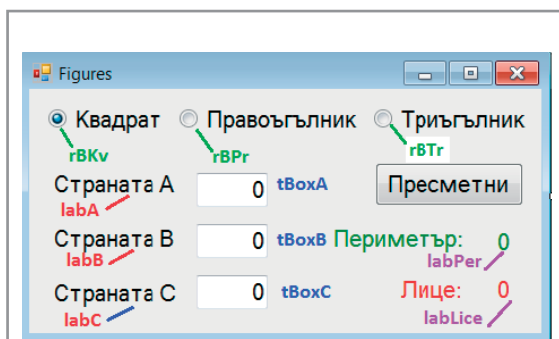 Figures
Квадрат Правоъгълник Триъгълник
rBKv rBPr rBTr
Страната А 0 tBoxA Пресметни
labA
Страната В 0 tBoxB Периметър: 0
labB labPer
Страната С 0 tBoxC Лице: 0
labC labLice